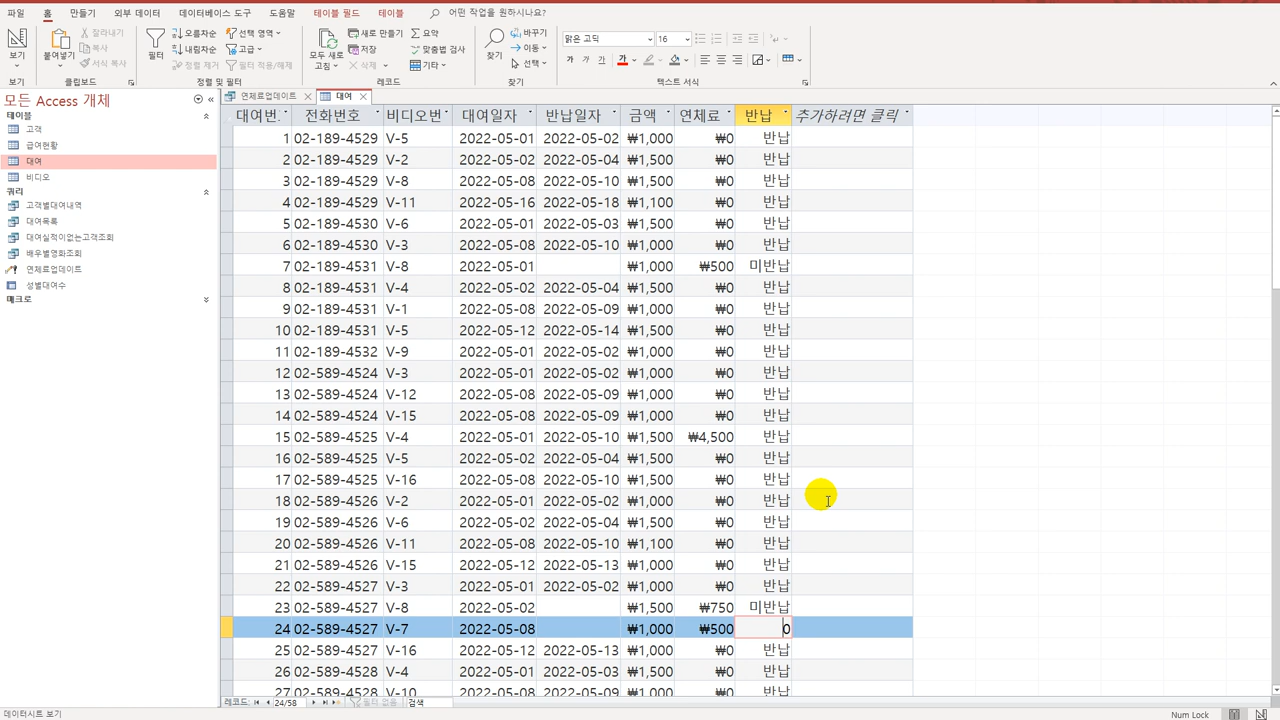 파일 홈 만들기 외부 데이터 데이터베이스 도구 도움말 테이블 필드 테이블 어떤 작업을 원하시나요?
보기 붙여넣기 잘라내기 복사 서식 복사 필터 오름차순 내림차순 정렬 제거 선택 영역 고급 필터 적용/해제 모두 새로 고침 새로 만들기 저장 삭제 요약 맞춤법 검사 기타 찾기 바꾸기 이동 선택 맑은 고딕 16 가 가 가 가
보기 클립보드 정렬 및 필터 레코드 찾기 텍스트 서식
모든 Access 개체
테이블
고객
급여현황
대여
비디오
쿼리
고객별대여내역
대여목록
대여실적이없는고객조회
배우별영화조회
연체료업데이트
성별대여수
매크로
연체료업데이트 대여
대여번 전화번호 비디오번 대여일자 반납일자 금액 연체료 반납 추가하려면 클릭
1 02-189-4529 V-5 2022-05-01 2022-05-02 ₩1,000 ₩0 반납
2 02-189-4529 V-2 2022-05-02 2022-05-04 ₩1,500 ₩0 반납
3 02-189-4529 V-8 2022-05-08 2022-05-10 ₩1,500 ₩0 반납
4 02-189-4529 V-11 2022-05-16 2022-05-18 ₩1,100 ₩0 반납
5 02-189-4530 V-6 2022-05-01 2022-05-03 ₩1,500 ₩0 반납
6 02-189-4530 V-3 2022-05-08 2022-05-10 ₩1,000 ₩0 반납
7 02-189-4531 V-8 2022-05-01 ₩1,000 ₩500 미반납
8 02-189-4531 V-4 2022-05-02 2022-05-04 ₩1,500 ₩0 반납
9 02-189-4531 V-1 2022-05-08 2022-05-09 ₩1,000 ₩0 반납
10 02-189-4531 V-5 2022-05-12 2022-05-14 ₩1,500 ₩0 반납
11 02-189-4532 V-9 2022-05-01 2022-05-02 ₩1,000 ₩0 반납
12 02-589-4524 V-3 2022-05-01 2022-05-02 ₩1,000 ₩0 반납
13 02-589-4524 V-12 2022-05-08 2022-05-09 ₩1,000 ₩0 반납
14 02-589-4524 V-15 2022-05-08 2022-05-09 ₩1,000 ₩0 반납
15 02-589-4525 V-4 2022-05-01 2022-05-10 ₩1,500 ₩4,500 반납
16 02-589-4525 V-5 2022-05-02 2022-05-04 ₩1,500 ₩0 반납
17 02-589-4525 V-16 2022-05-08 2022-05-10 ₩1,500 ₩0 반납
18 02-589-4526 V-2 2022-05-01 2022-05-02 ₩1,000 ₩0 반납
19 02-589-4526 V-6 2022-05-02 2022-05-04 ₩1,500 ₩0 반납
20 02-589-4526 V-11 2022-05-08 2022-05-10 ₩1,100 ₩0 반납
21 02-589-4526 V-15 2022-05-12 2022-05-13 ₩1,000 ₩0 반납
22 02-589-4527 V-3 2022-05-01 2022-05-02 ₩1,000 ₩0 반납
23 02-589-4527 V-8 2022-05-02 ₩1,500 ₩750 미반납
24 02-589-4527 V-7 2022-05-08 ₩1,000 ₩500 0
25 02-589-4527 V-16 2022-05-12 2022-05-13 ₩1,000 ₩0 반납
26 02-589-4528 V-4 2022-05-01 2022-05-03 ₩1,500 ₩0 반납
27 02-589-4528 V-10 2022-05-08 2022-05-09 ₩1,000 ₩0 반납
레코드: 24/58 필터 없음 검색
데이터시트 보기 Num Lock